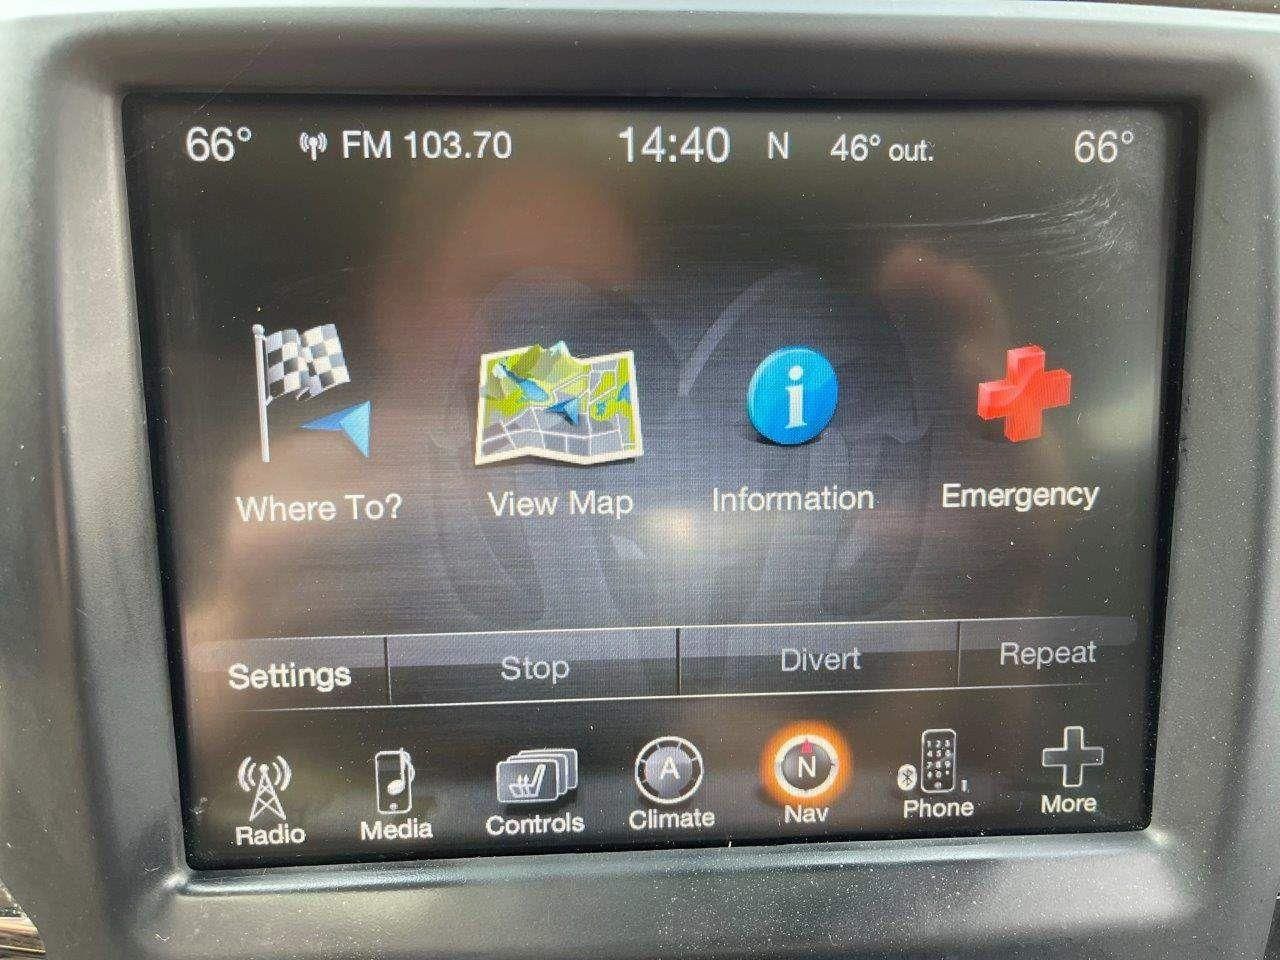 66° FM 103.70 14:40 N 46° out. 66°
i
Where To? View Map Information Emergency
Settings Stop Divert Repeat
A N
Radio Media Controls Climate Nav Phone More